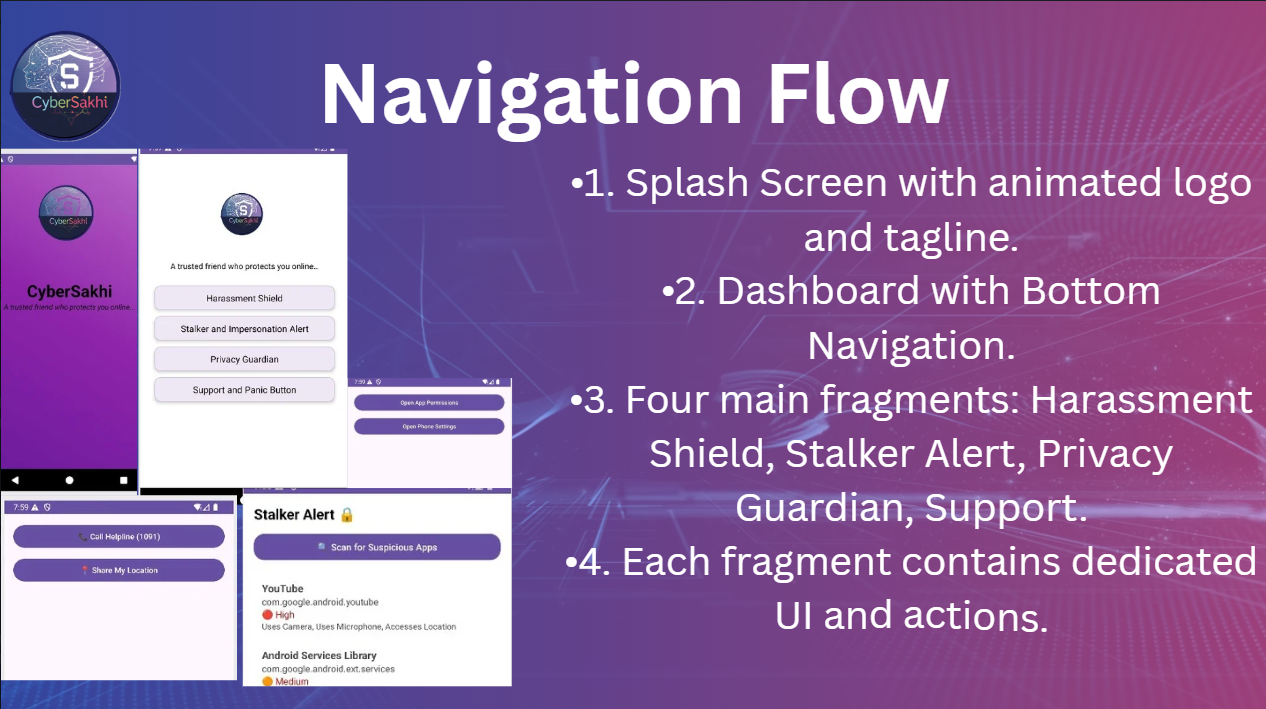 CyberSakhi
Navigation Flow
•1. Splash Screen with animated logo
and tagline.
•2. Dashboard with Bottom
Navigation.
•3. Four main fragments: Harassment
Shield, Stalker Alert, Privacy
Guardian, Support.
•4. Each fragment contains dedicated
UI and actions.
CyberSakhi
CyberSakhi
A trusted friend who protects you online...
CyberSakhi
A trusted friend who protects you online..
Harassment Shield
Stalker and Impersonation Alert
Privacy Guardian
Support and Panic Button
7:59
Open App Permissions
Open Phone Settings
7:59
📞 Call Helpline (1091)
📍 Share My Location
Stalker Alert 🔒
🔍 Scan for Suspicious Apps
YouTube
com.google.android.youtube
🔴 High
Uses Camera, Uses Microphone, Accesses Location
Android Services Library
com.google.android.ext.services
🟠 Medium